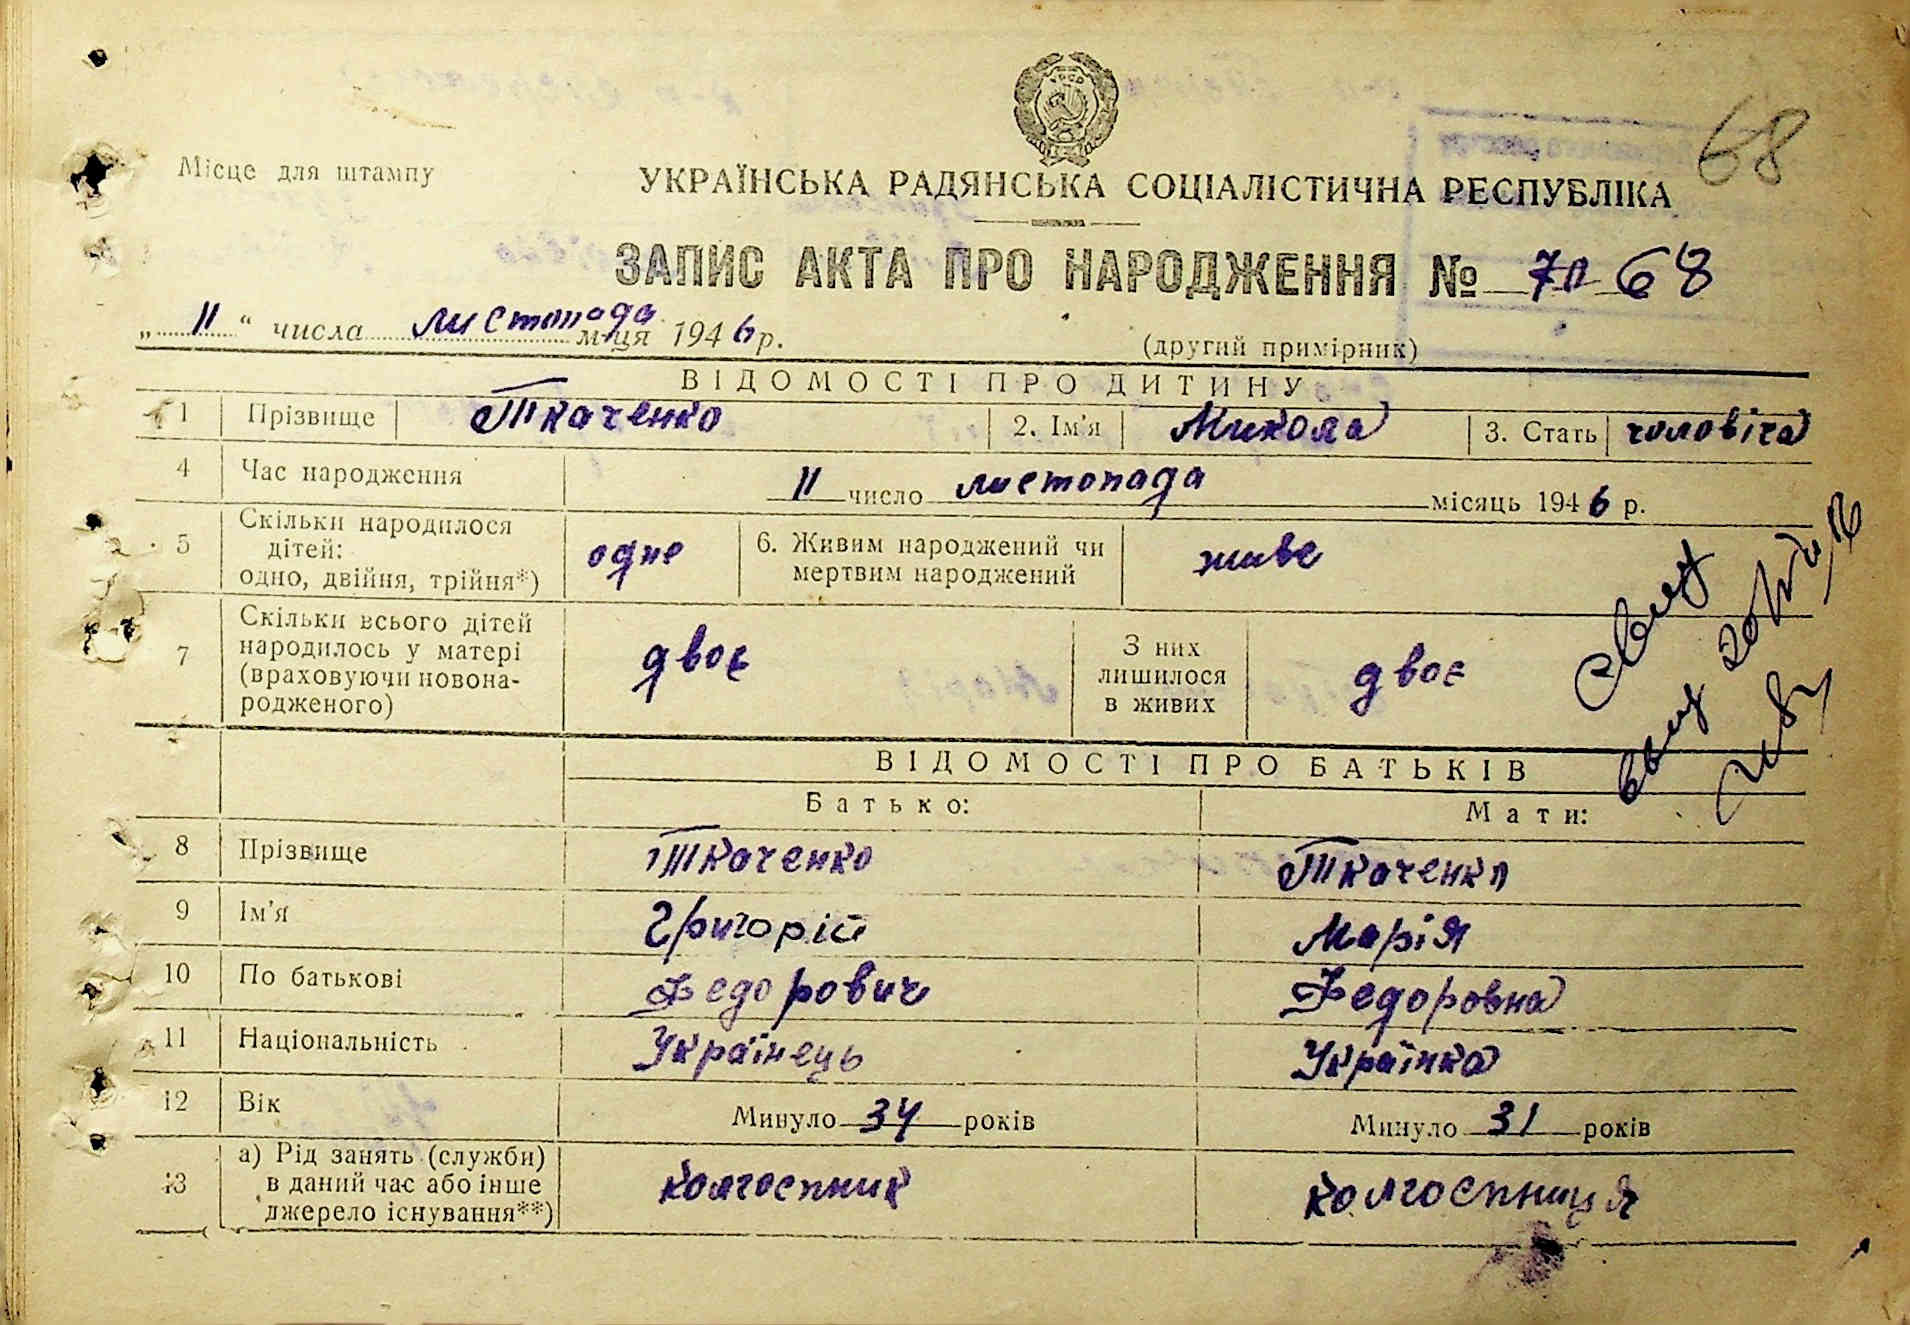 68
Місце для штампу
УКРАЇНСЬКА РАДЯНСЬКА СОЦІАЛІСТИЧНА РЕСПУБЛІКА
ЗАПИС АКТА ПРО НАРОДЖЕННЯ № 68
„ 11 “ числа листопада м-ця 1946 р.
(другий примірник)
ВІДОМОСТІ ПРО ДИТИНУ
1 Прізвище Ткаченко 2. Ім'я Микола 3. Стать чоловіча
4 Час народження 11 число листопада місяць 1946 р.
5 Скільки народилося дітей: одно, двійня, трійня*) одне 6. Живим народжений чи мертвим народжений живе
7 Скільки всього дітей народилось у матері (враховуючи новонародженого) двоє З них лишилося в живих двоє
ВІДОМОСТІ ПРО БАТЬКІВ
Батько: Мати:
8 Прізвище Ткаченко Ткаченко
9 Ім'я Григорій Марія
10 По батькові Федорович Федоровна
11 Національність Українець Українка
12 Вік Минуло 34 років Минуло 31 років
13 а) Рід занять (служби) в даний час або інше джерело існування**) колгоспник колгоспниця